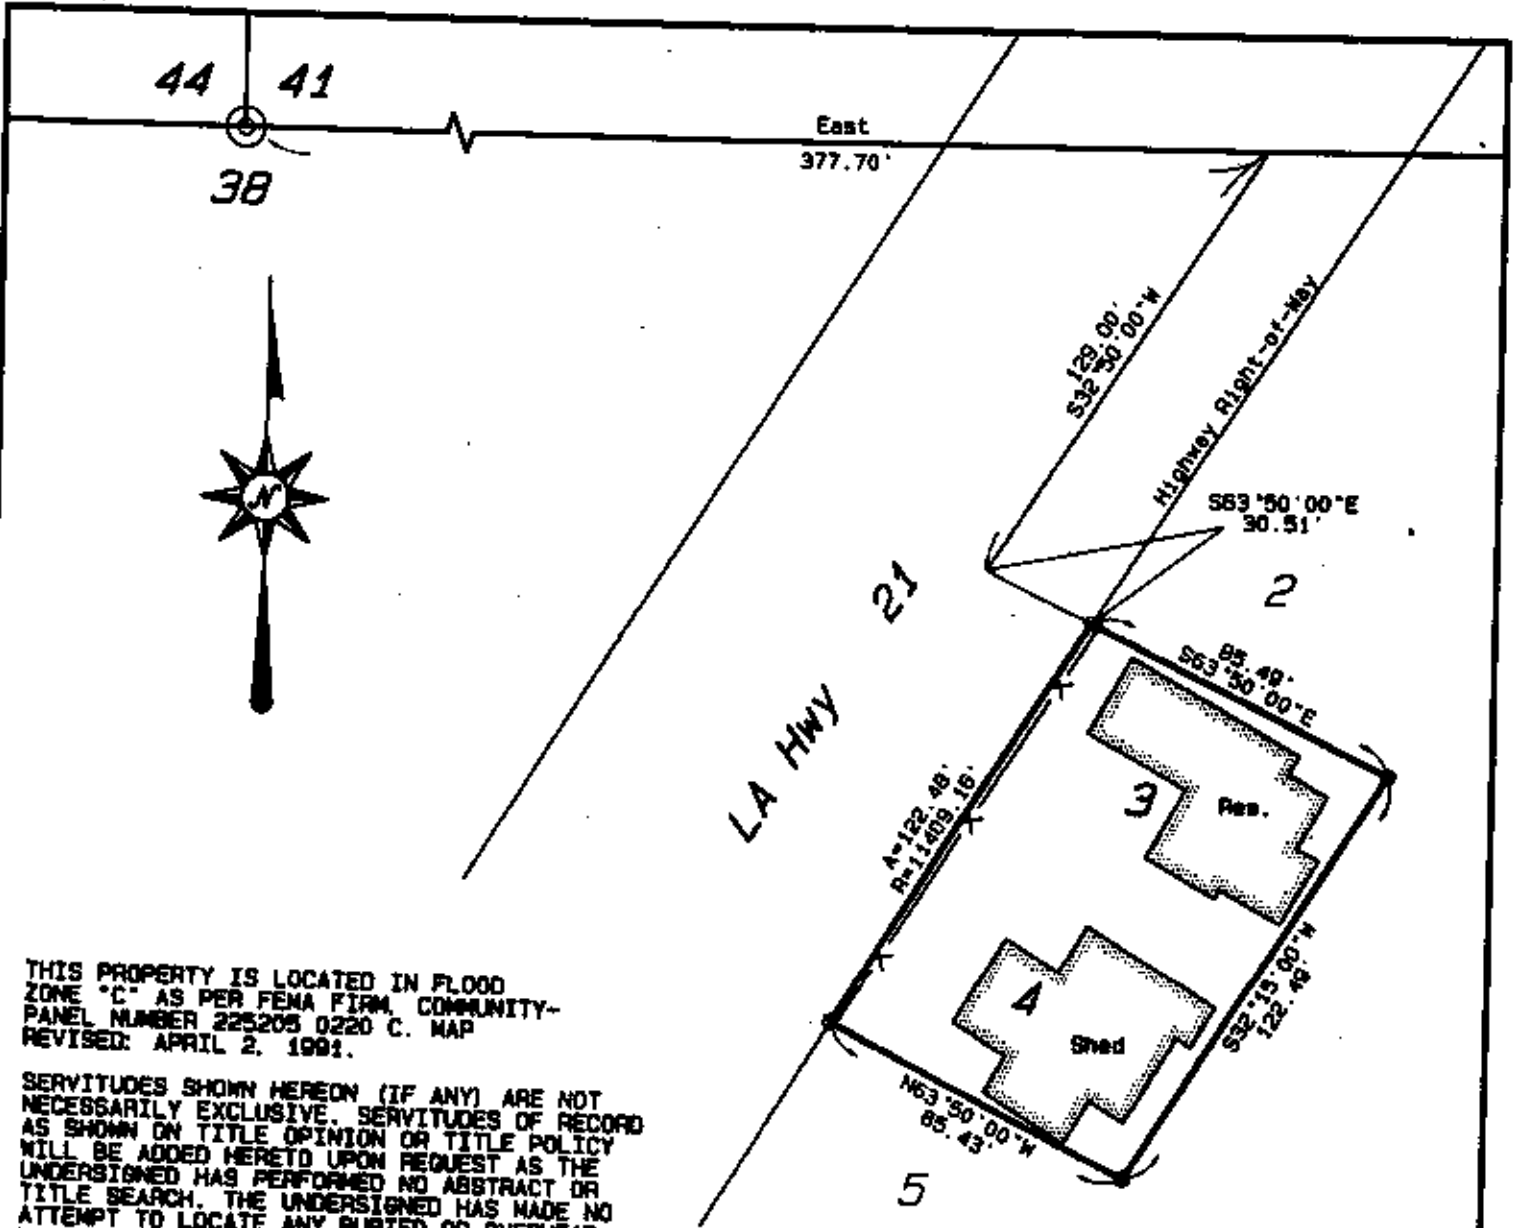 44 41
38
East
377.70'
129.00'
S32°50'00"W
Highway Right-of-Way
S63°50'00"E
30.51'
2
21
LA Hwy
N
85.49'
S63°50'00"E
3
Res.
A=122.48'
R=11409.16'
4
Shed
S32°15'00"W
122.49'
N63°50'00"W
85.43'
5
THIS PROPERTY IS LOCATED IN FLOOD
ZONE "C" AS PER FEMA FIRM, COMMUNITY-
PANEL NUMBER 225205 0220 C. MAP
REVISED: APRIL 2, 1991.
SERVITUDES SHOWN HEREON (IF ANY) ARE NOT
NECESSARILY EXCLUSIVE. SERVITUDES OF RECORD
AS SHOWN ON TITLE OPINION OR TITLE POLICY
WILL BE ADDED HERETO UPON REQUEST AS THE
UNDERSIGNED HAS PERFORMED NO ABSTRACT OR
TITLE SEARCH. THE UNDERSIGNED HAS MADE NO
ATTEMPT TO LOCATE ANY BURIED OR